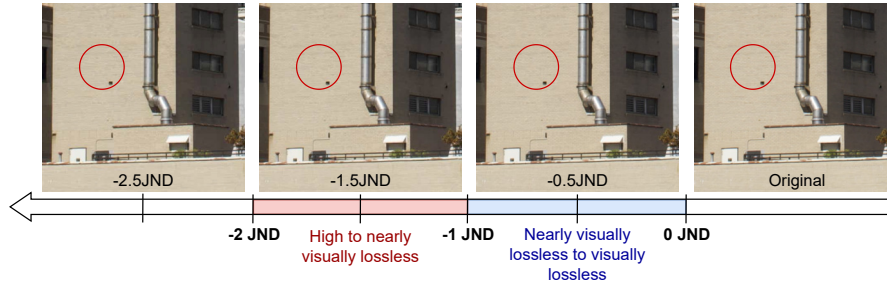 -2.5JND
-1.5JND
-0.5JND
Original
-2 JND
-1 JND
0 JND
High to nearly
visually lossless
Nearly visually
lossless to visually
lossless